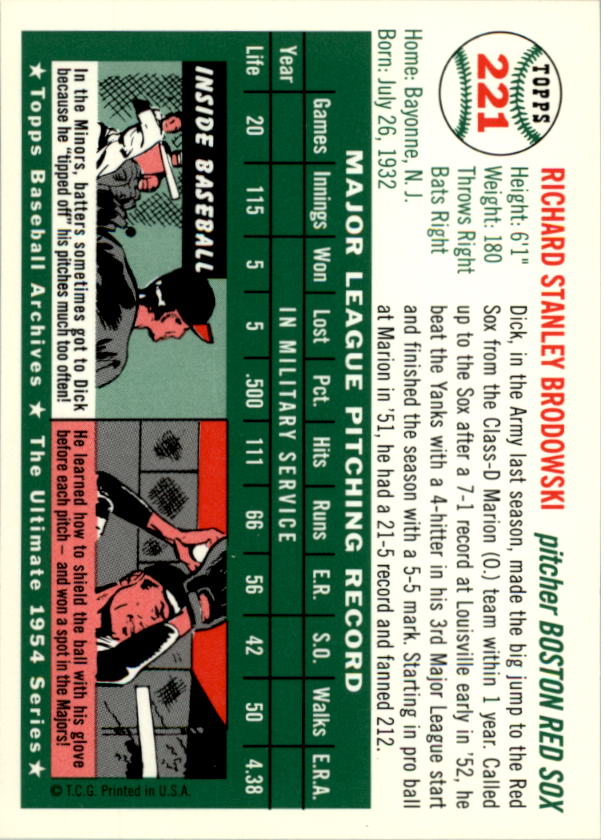 TOPPS
221
RICHARD STANLEY BRODOWSKI pitcher BOSTON RED SOX
Height: 6'1"
Weight: 180
Throws Right
Bats Right
Home: Bayonne, N. J.
Born: July 26, 1932
Dick, in the Army last season, made the big jump to the Red
Sox from the Class-D Marion (O.) team within 1 year. Called
up to the Sox after a 7-1 record at Louisville early in '52, he
beat the Yanks with a 4-hitter in his 3rd Major League start
and finished the season with a 5-5 mark. Starting in pro ball
at Marion in '51, he had a 21-5 record and fanned 212.
MAJOR LEAGUE PITCHING RECORD
Games Innings Won Lost Pct. Hits Runs E.R. S.O. Walks E.R.A.
Year IN MILITARY SERVICE
Life 20 115 5 5 .500 111 66 56 42 50 4.38
INSIDE BASEBALL
In the Minors, batters sometimes got to Dick
because he "tipped off" his pitches much too often!
He learned how to shield the ball with his glove
before each pitch — and won a spot in the Majors!
© T.C.G. Printed in U.S.A.
★ Topps Baseball Archives ★ The Ultimate 1954 Series ★